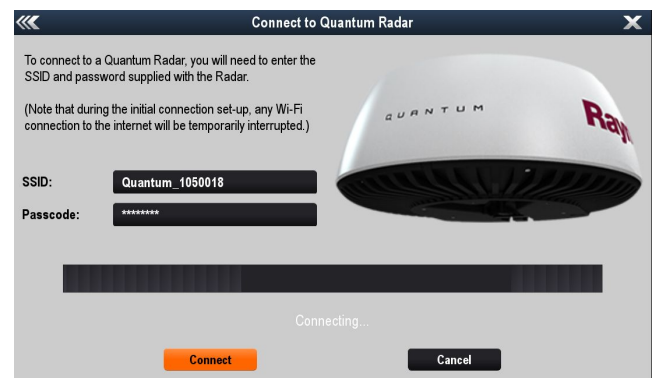 Connect to Quantum Radar
To connect to a Quantum Radar, you will need to enter the
SSID and password supplied with the Radar.
(Note that during the initial connection set-up, any Wi-Fi
connection to the internet will be temporarily interrupted.)
QUANTUM
Ray
SSID:
Quantum_1050018
Passcode:
********
Connecting...
Connect
Cancel